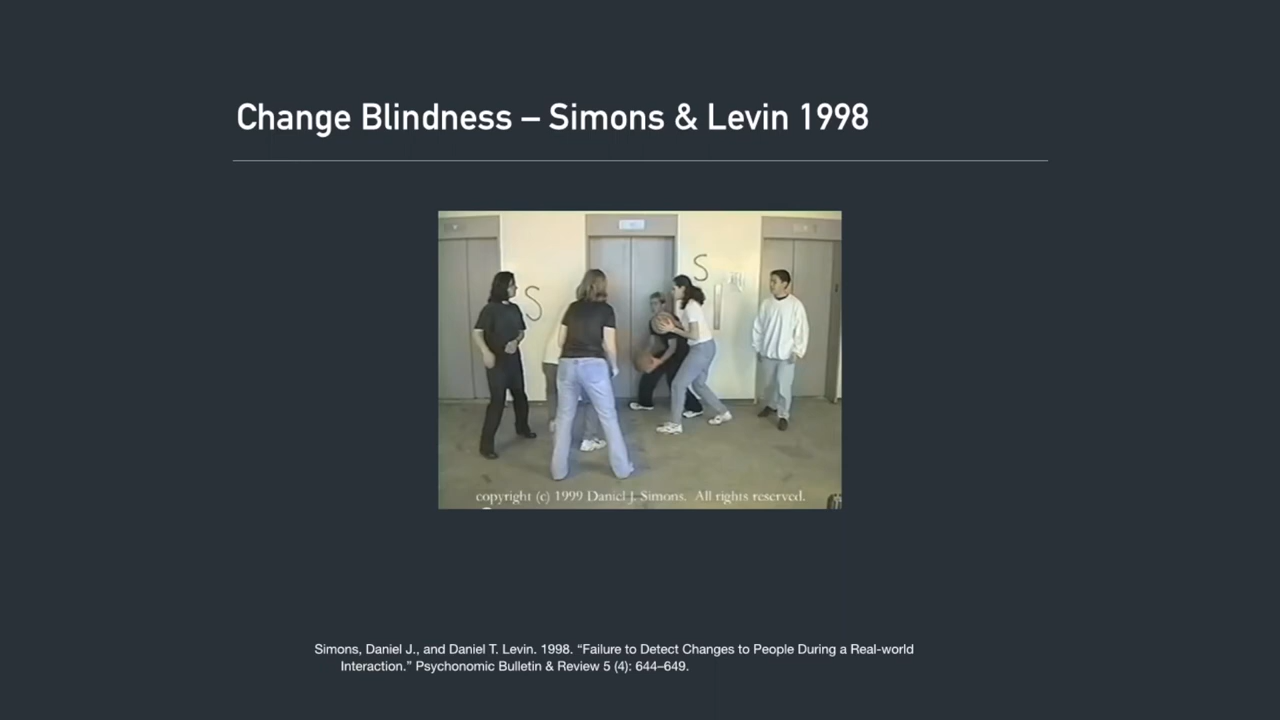 Change Blindness – Simons & Levin 1998
S
S
copyright (c) 1999 Daniel J. Simons. All rights reserved.
Simons, Daniel J., and Daniel T. Levin. 1998. “Failure to Detect Changes to People During a Real-world
Interaction.” Psychonomic Bulletin & Review 5 (4): 644–649.